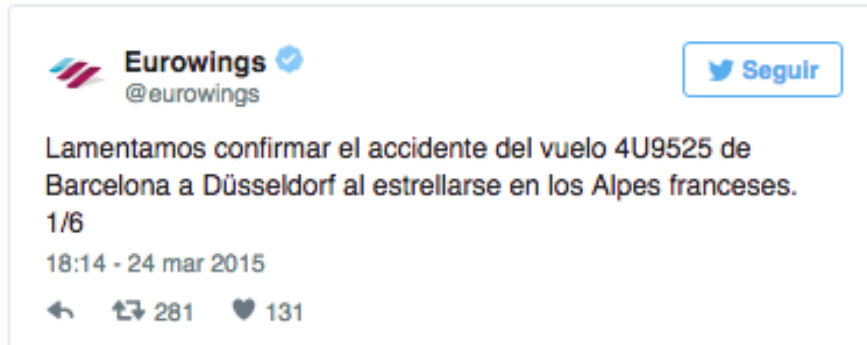 Eurowings
@eurowings
Seguir
Lamentamos confirmar el accidente del vuelo 4U9525 de
Barcelona a Düsseldorf al estrellarse en los Alpes franceses.
1/6
18:14 - 24 mar 2015
281 131